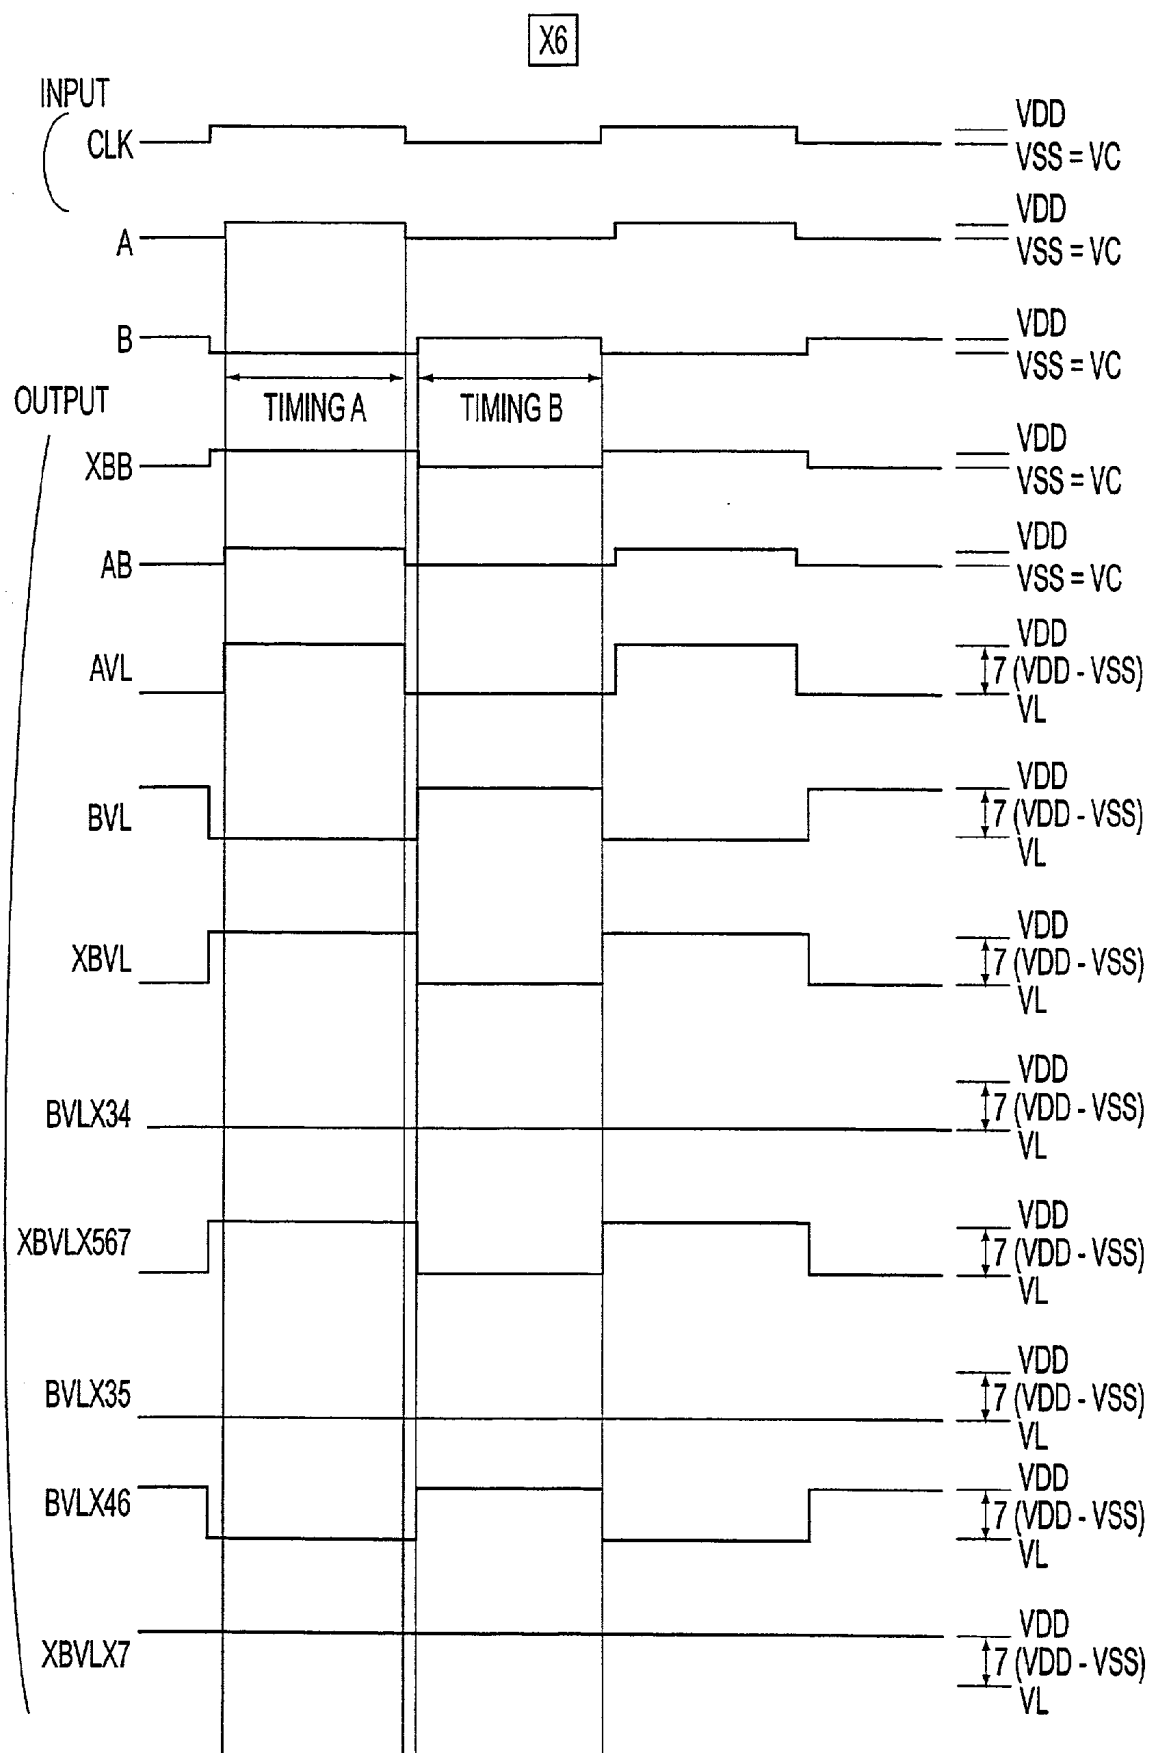 X6
INPUT
CLK
VDD
VSS = VC
A
VDD
VSS = VC
B
VDD
VSS = VC
TIMING A
TIMING B
OUTPUT
XBB
VDD
VSS = VC
AB
VDD
VSS = VC
AVL
VDD
7 (VDD - VSS)
VL
BVL
VDD
7 (VDD - VSS)
VL
XBVL
VDD
7 (VDD - VSS)
VL
BVLX34
VDD
7 (VDD - VSS)
VL
XBVLX567
VDD
7 (VDD - VSS)
VL
BVLX35
VDD
7 (VDD - VSS)
VL
BVLX46
VDD
7 (VDD - VSS)
VL
XBVLX7
VDD
7 (VDD - VSS)
VL